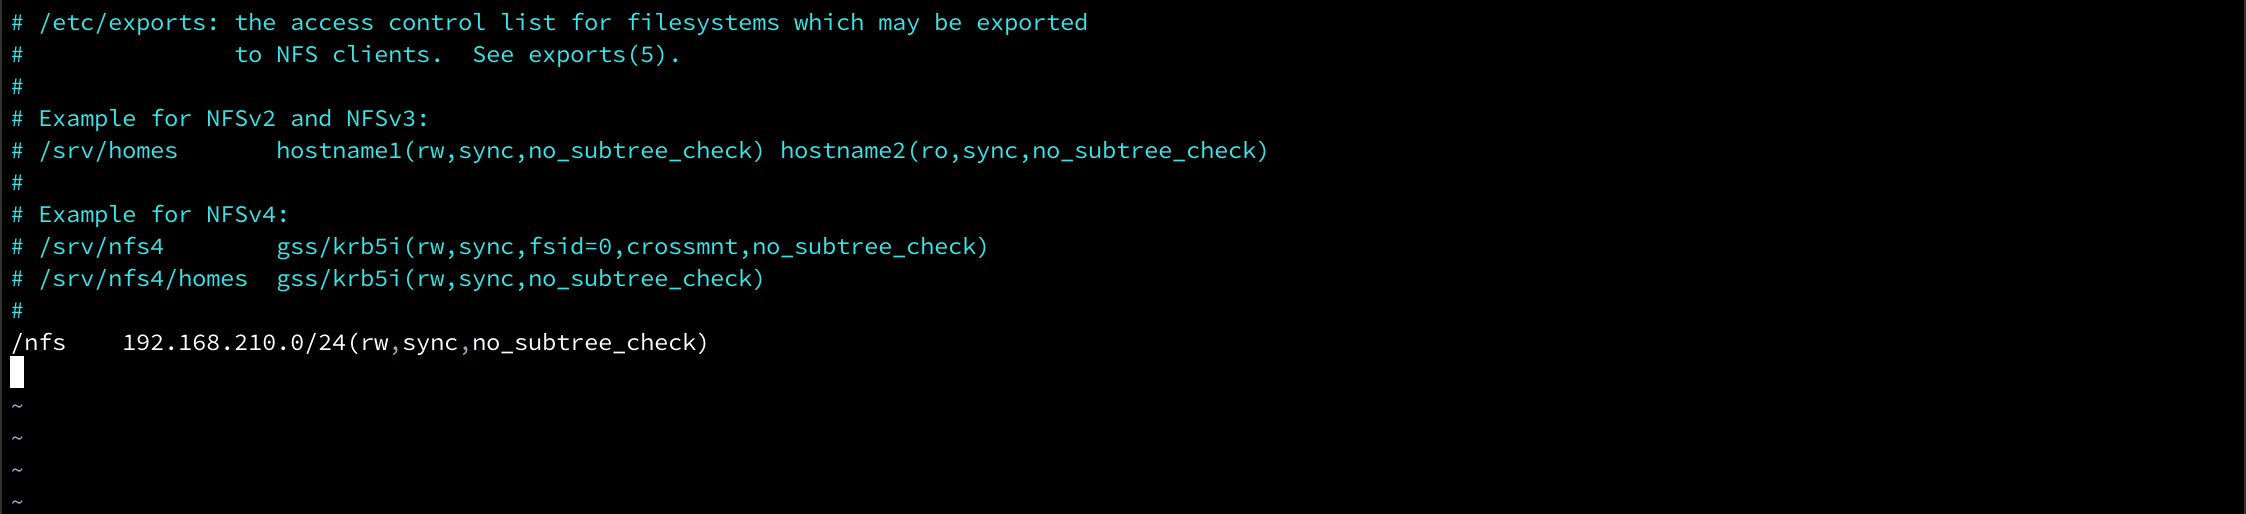 # /etc/exports: the access control list for filesystems which may be exported
#               to NFS clients.  See exports(5).
#
# Example for NFSv2 and NFSv3:
# /srv/homes       hostname1(rw,sync,no_subtree_check) hostname2(ro,sync,no_subtree_check)
#
# Example for NFSv4:
# /srv/nfs4        gss/krb5i(rw,sync,fsid=0,crossmnt,no_subtree_check)
# /srv/nfs4/homes  gss/krb5i(rw,sync,no_subtree_check)
#
/nfs    192.168.210.0/24(rw,sync,no_subtree_check)

~
~
~
~